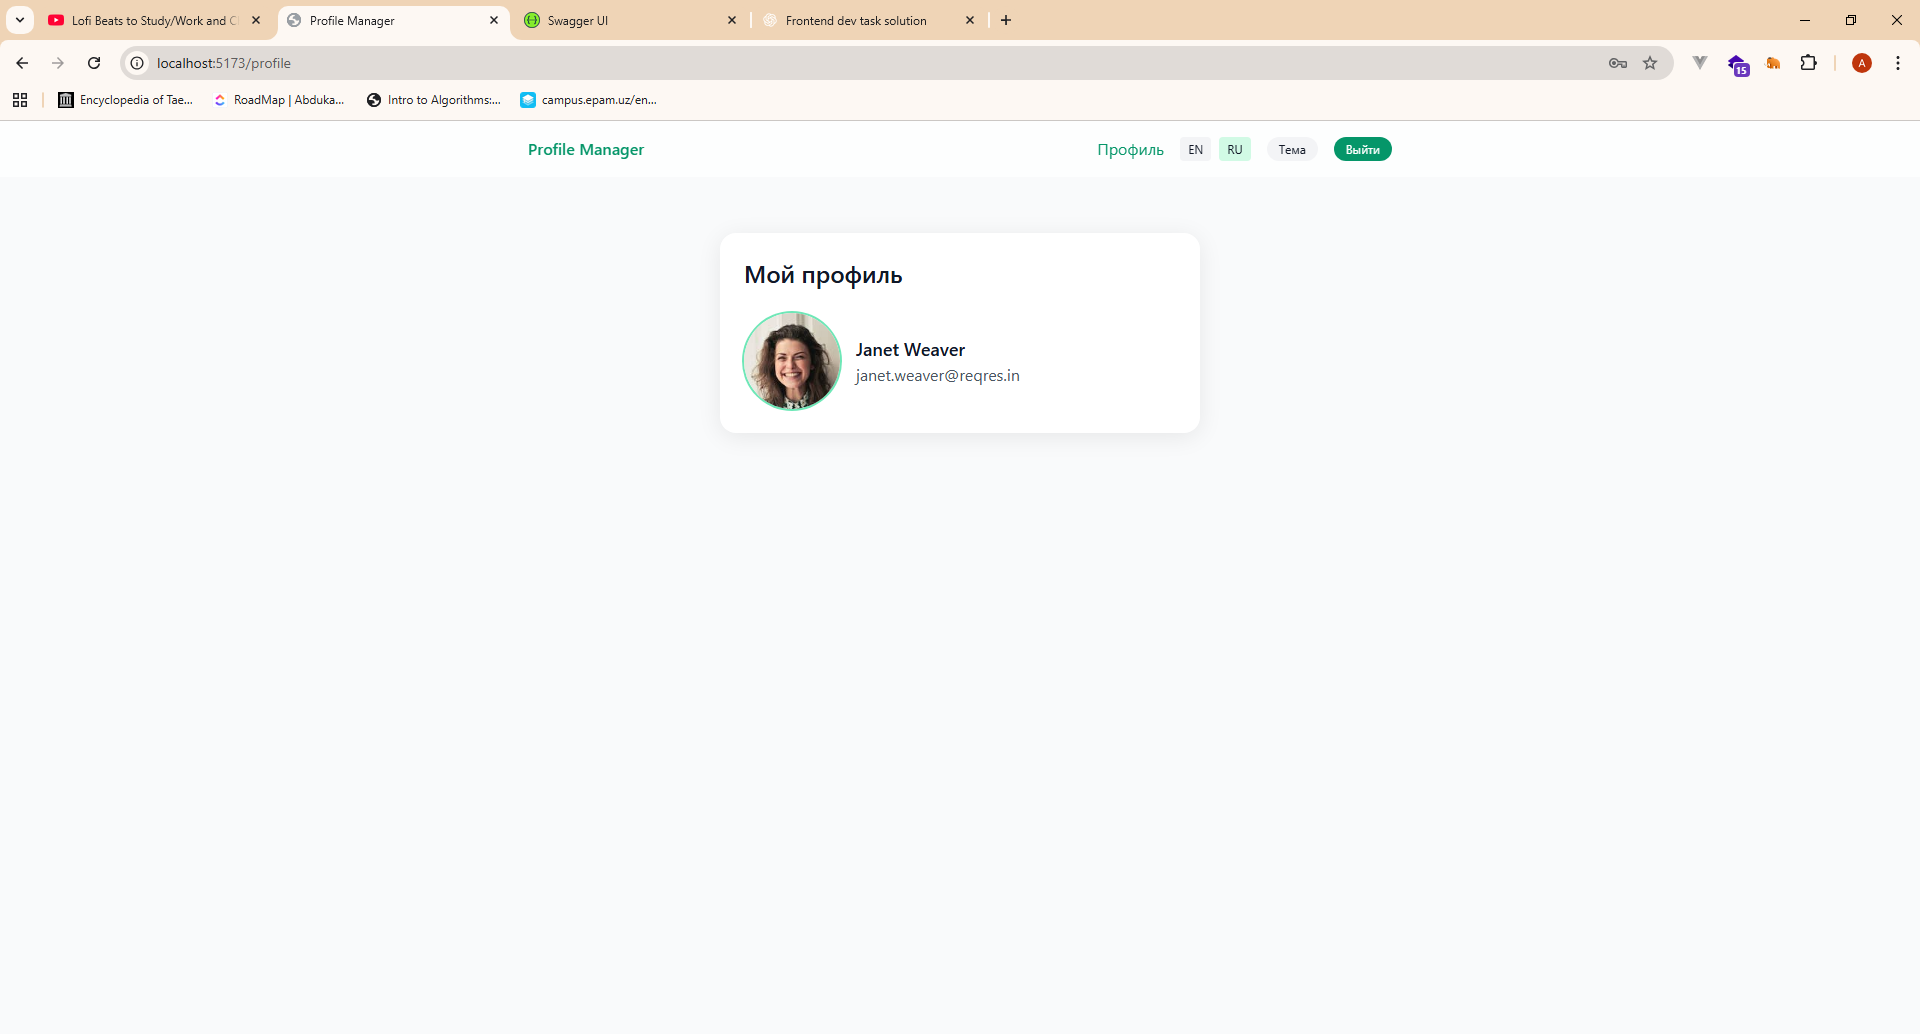 Lofi Beats to Study/Work and C
Profile Manager
Swagger UI
Frontend dev task solution
localhost:5173/profile
15
A
Encyclopedia of Tae...
RoadMap | Abduka...
Intro to Algorithms:...
campus.epam.uz/en...
Profile Manager
Профиль
EN
RU
Тема
Выйти
Мой профиль
Janet Weaver
janet.weaver@reqres.in